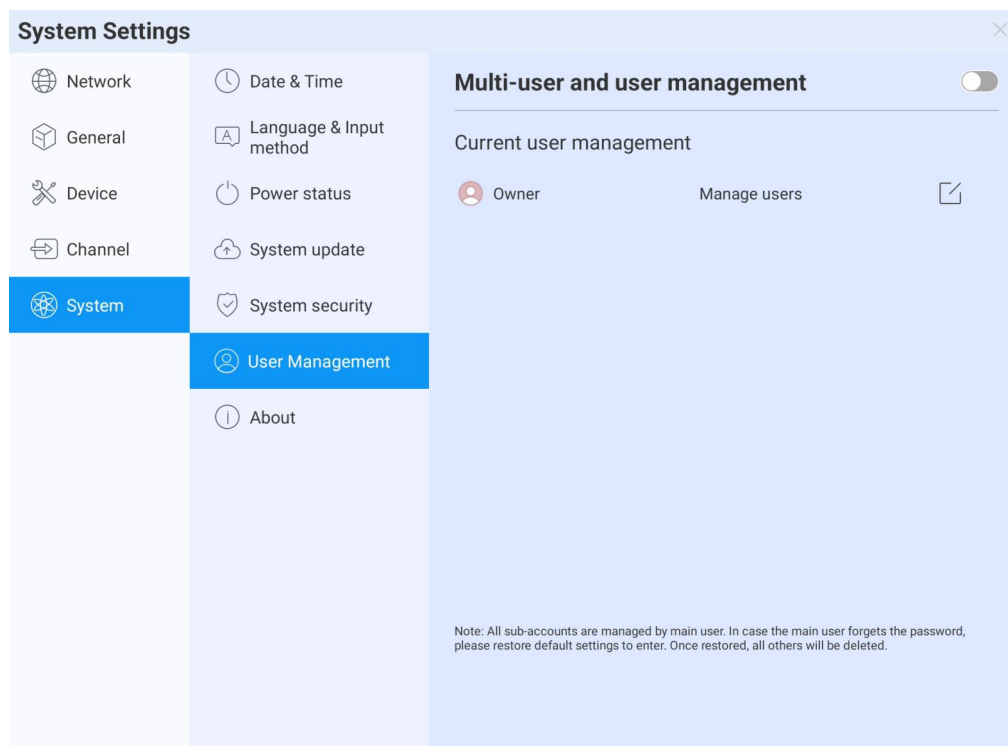 System Settings
Network
General
Device
Channel
System
Date & Time
Language & Input
method
Power status
System update
System security
User Management
About
Multi-user and user management
Current user management
Owner
Manage users
Note: All sub-accounts are managed by main user. In case the main user forgets the password,
please restore default settings to enter. Once restored, all others will be deleted.